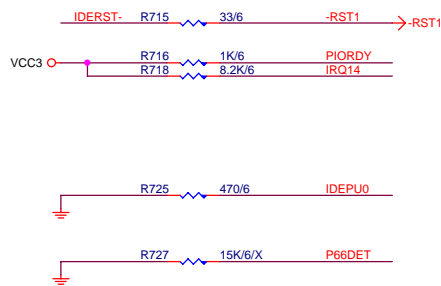 IDERST- R715 33/6 -RST1 -RST1
R716 1K/6 PIORDY
VCC3
R718 8.2K/6 IRQ14
R725 470/6 IDEPU0
R727 15K/6/X P66DET